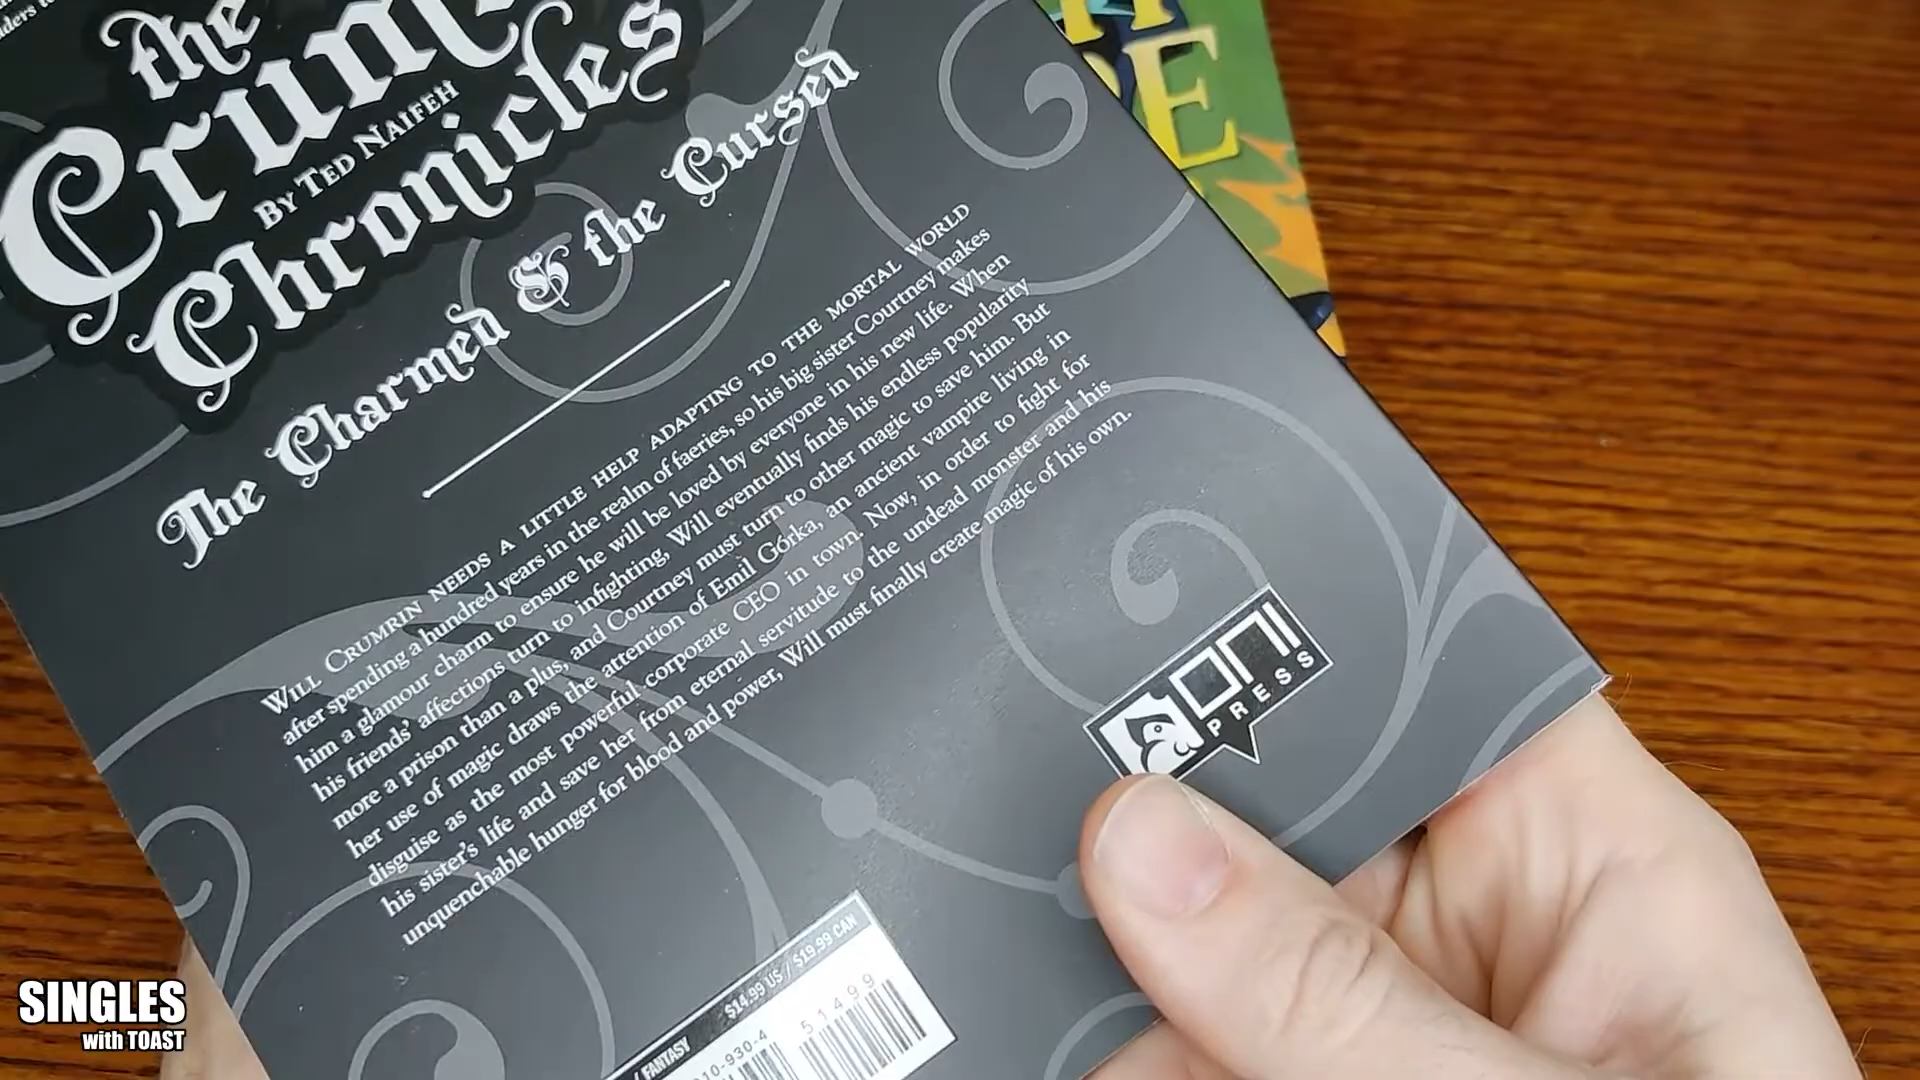 the
Chronicles
BY TED NAIFEH
The Charmed & the Cursed
WILL CRUMRIN NEEDS A LITTLE HELP ADAPTING TO THE MORTAL WORLD
after spending a hundred years in the realm of faeries, so his big sister Courtney makes
him a glamour charm to ensure he will be loved by everyone in his new life. When
his friends' affections turn to infighting, Will eventually finds his endless popularity
more a prison than a plus, and Courtney must turn to other magic to save him. But
her use of magic draws the attention of Emil Górka, an ancient vampire living in
disguise as the most powerful corporate CEO in town. Now, in order to fight for
his sister's life and save her from eternal servitude to the undead monster and his
unquenchable hunger for blood and power, Will must finally create magic of his own.
ONI
PRESS
/ FANTASY
$14.99 US / $19.99 CAN
10-930-4
51499
SINGLES
with TOAST